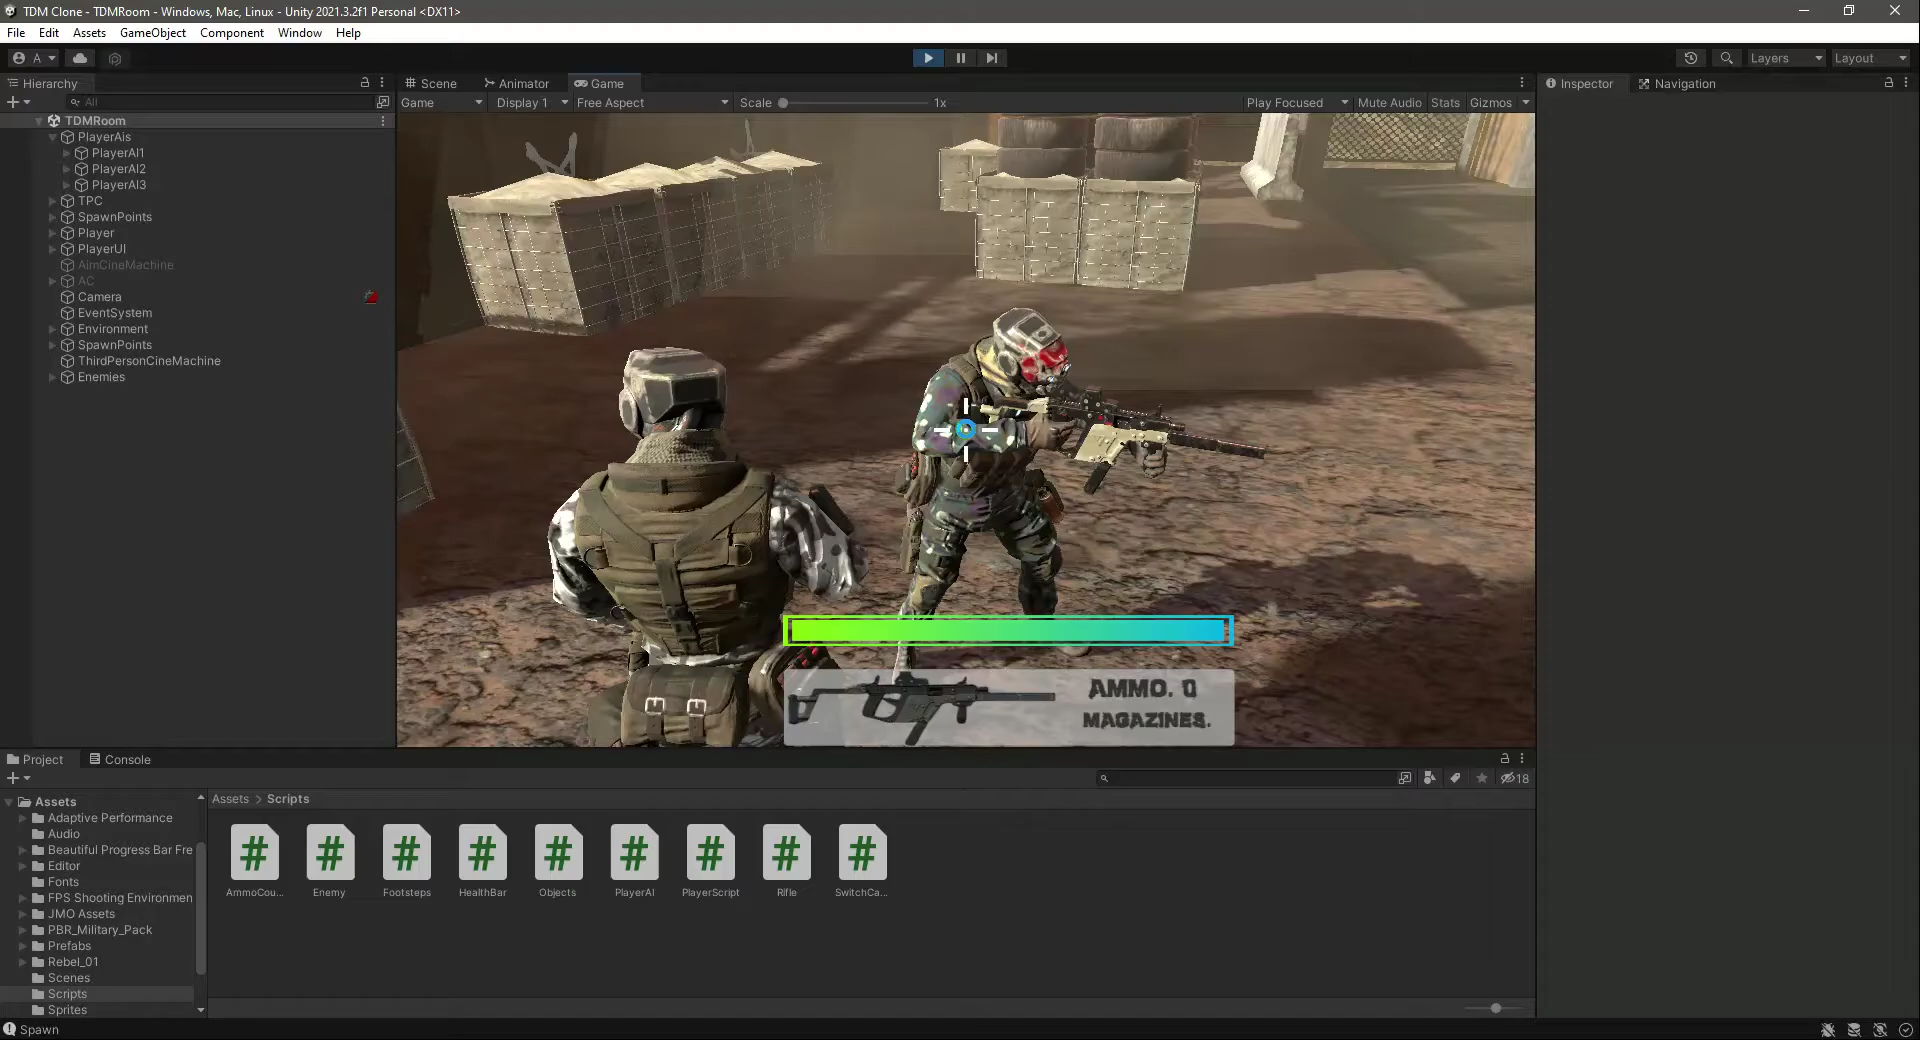 TDM Clone - TDMRoom - Windows, Mac, Linux - Unity 2021.3.2f1 Personal <DX11>
File Edit Assets GameObject Component Window Help
A
Layers
Layout
Hierarchy
All
TDMRoom
PlayerAis
PlayerAI1
PlayerAI2
PlayerAI3
TPC
SpawnPoints
Player
PlayerUI
AimCineMachine
AC
Camera
EventSystem
Environment
SpawnPoints
ThirdPersonCineMachine
Enemies
Scene
Animator
Game
Game
Display 1
Free Aspect
Scale
1x
Play Focused
Mute Audio
Stats
Gizmos
AMMO. 0
MAGAZINES.
Inspector
Navigation
Project
Console
18
Assets
Adaptive Performance
Audio
Beautiful Progress Bar Fre
Editor
Fonts
FPS Shooting Environmen
JMO Assets
PBR_Military_Pack
Prefabs
Rebel_01
Scenes
Scripts
Sprites
Assets > Scripts
AmmoCou...
Enemy
Footsteps
HealthBar
Objects
PlayerAI
PlayerScript
Rifle
SwitchCa...
Spawn